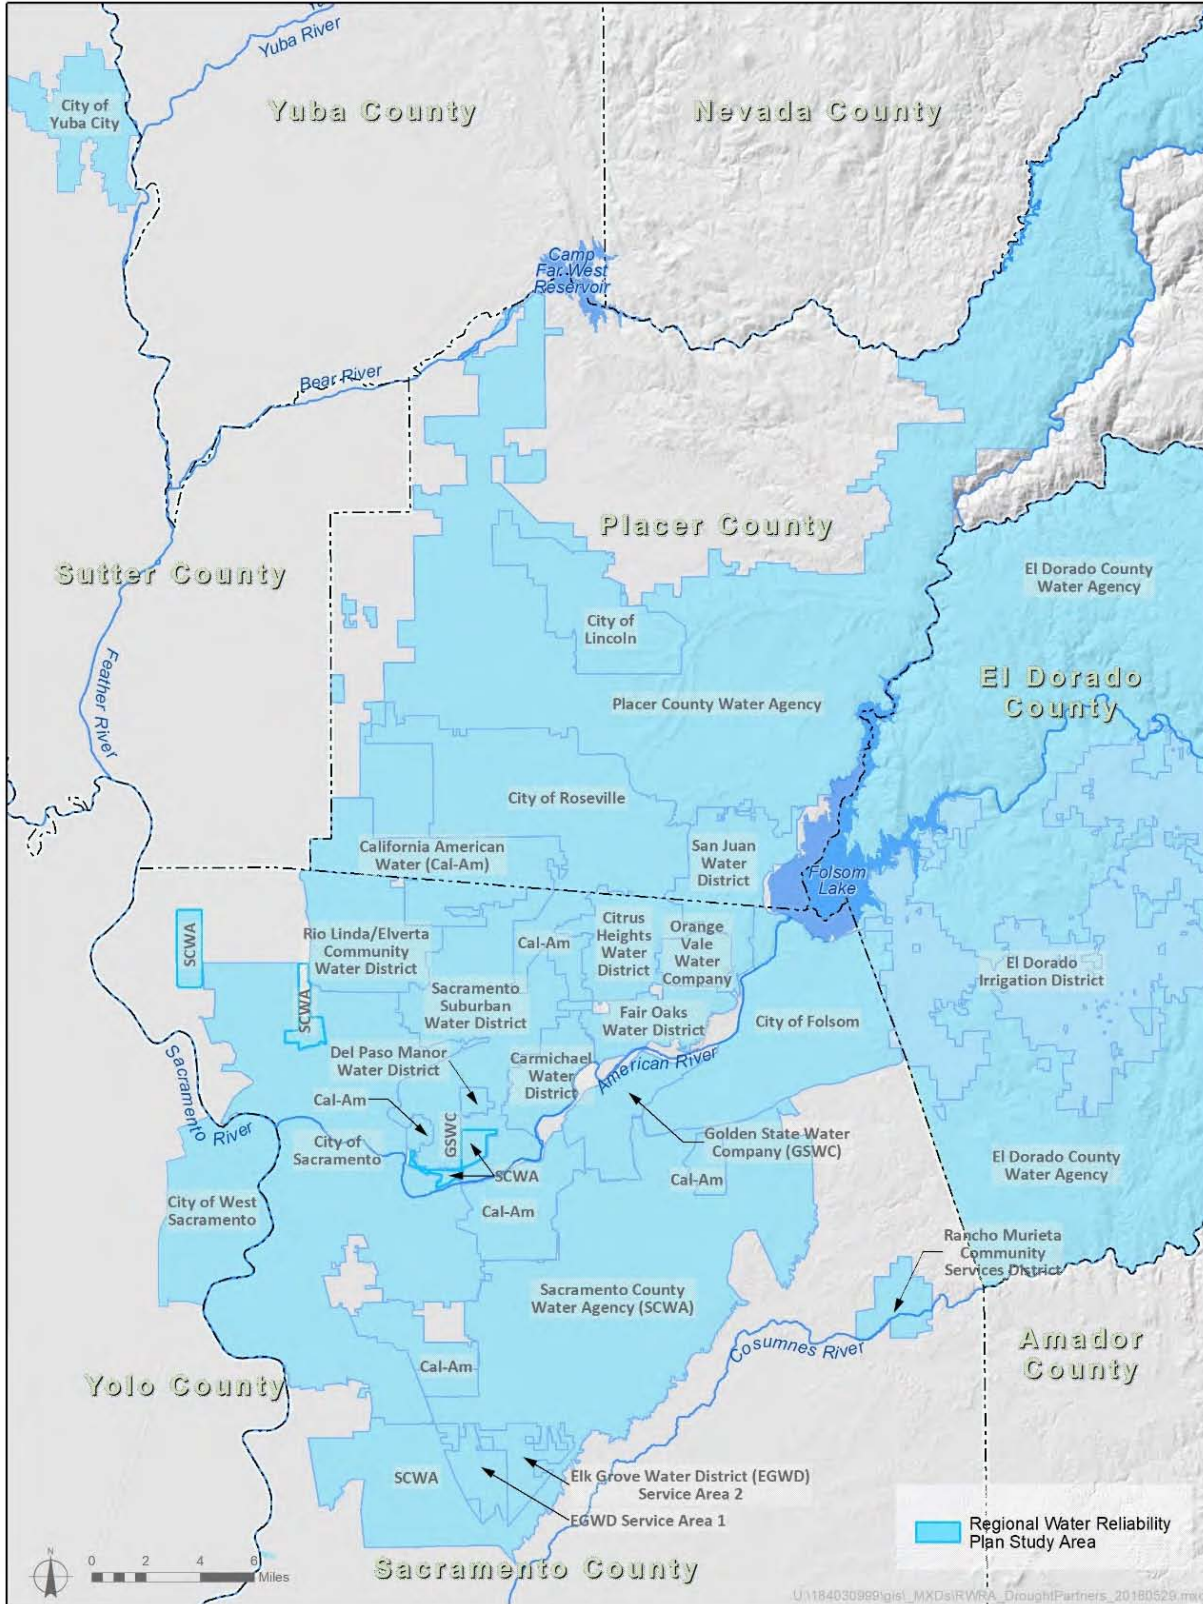 Yuba River
Yu
City of
Yuba City
Yuba County
Nevada County
Camp
Far West
Reservoir
Bear River
Placer County
Sutter County
El Dorado County
Water Agency
City of
Lincoln
El Dorado
County
Placer County Water Agency
Feather River
City of Roseville
California American
Water (Cal-Am)
San Juan
Water
District
Folsom
Lake
SCWA
Rio Linda/Elverta
Community
Water District
Cal-Am
Citrus
Heights
Water
District
Orange
Vale
Water
Company
El Dorado
Irrigation District
SCWA
Sacramento
Suburban
Water District
Fair Oaks
Water District
City of Folsom
Del Paso Manor
Water District
Carmichael
Water
District
American River
Sacramento River
Cal-Am
GSWC
Golden State Water
Company (GSWC)
City of
Sacramento
SCWA
Cal-Am
El Dorado County
Water Agency
City of West
Sacramento
Cal-Am
Rancho Murieta
Community
Services District
Sacramento County
Water Agency (SCWA)
Cosumnes River
Amador
County
Cal-Am
Yolo County
SCWA
Elk Grove Water District (EGWD)
Service Area 2
EGWD Service Area 1
Regional Water Reliability
Plan Study Area
Sacramento County
N
0 2 4 6
Miles